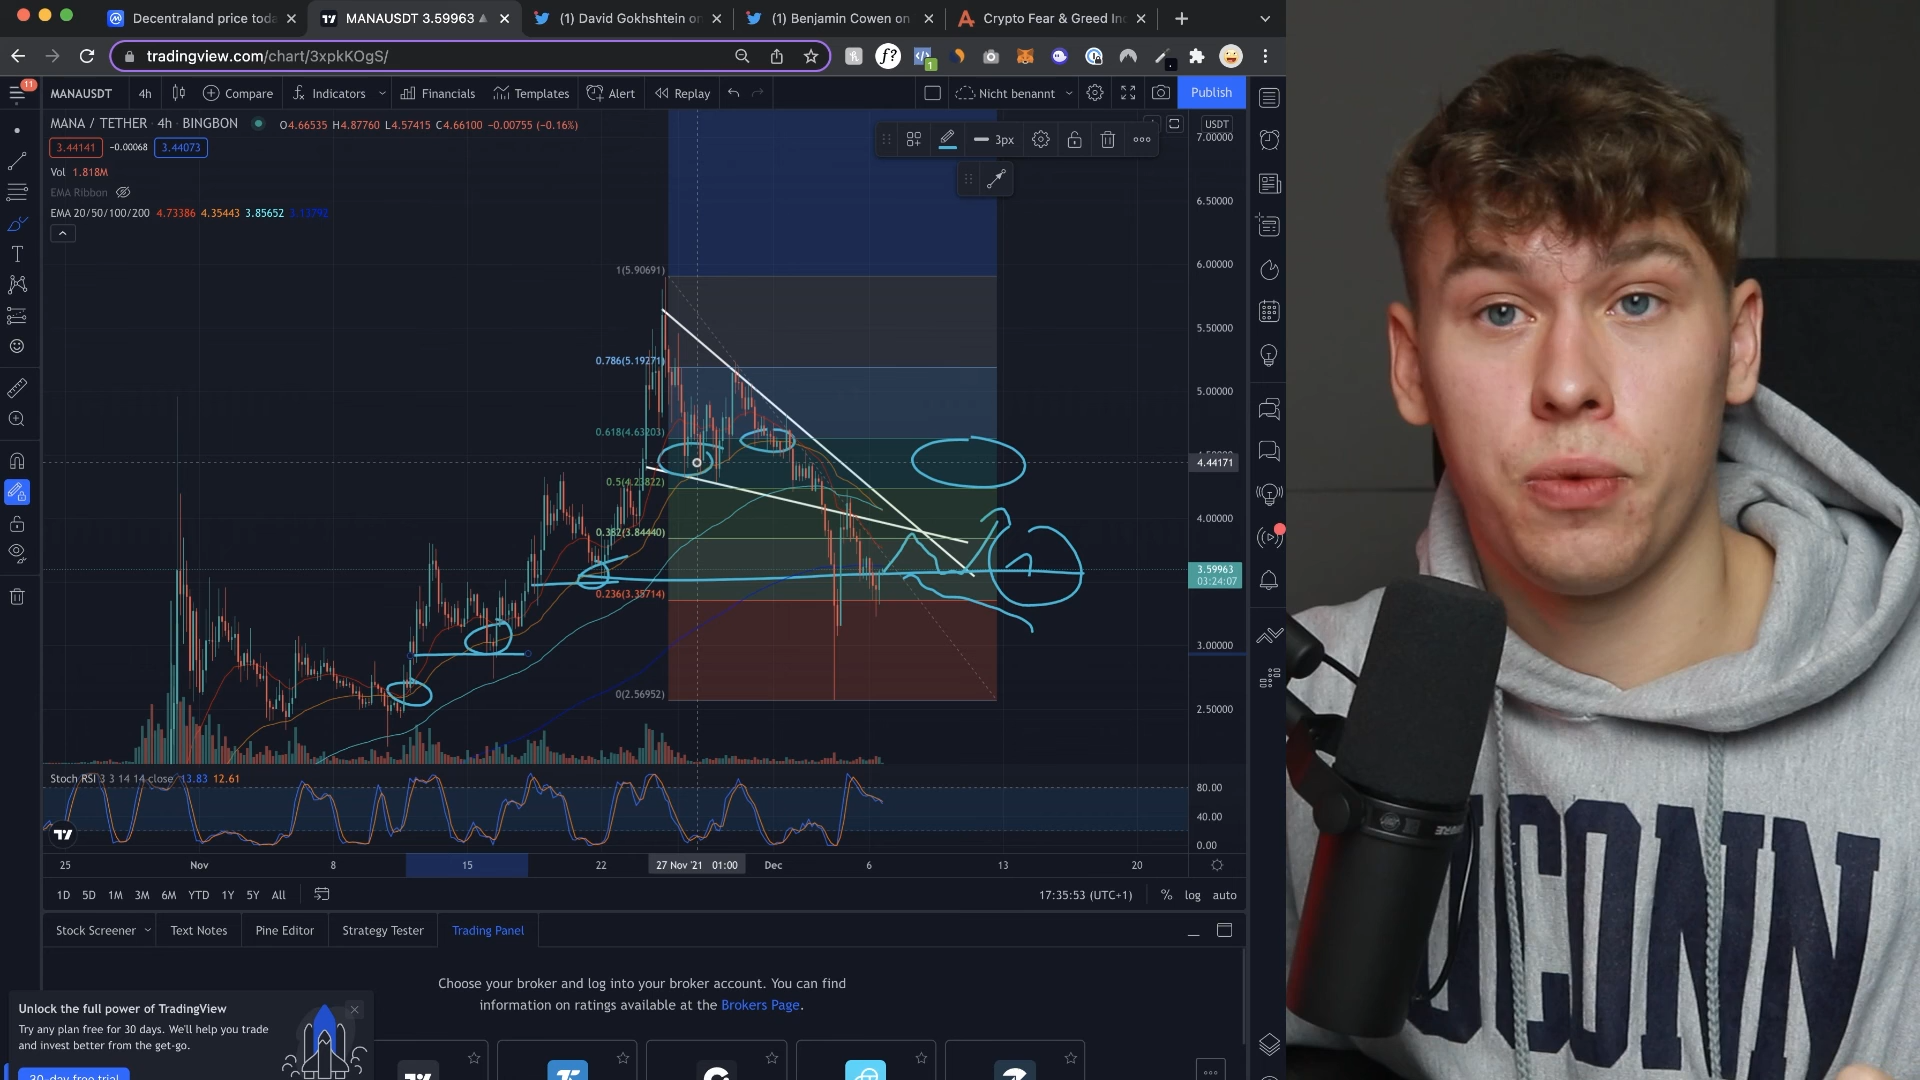 Decentraland price toda
MANAUSDT 3.59963
(1) David Gokhshtein on
(1) Benjamin Cowen on
Crypto Fear & Greed Ind
tradingview.com/chart/3xpkKOgS/
f?
1
11
MANAUSDT
4h
Compare
Indicators
Financials
Templates
Alert
Replay
Nicht benannt
Publish
MANA / TETHER · 4h · BINGBON
O4.66535 H4.87760 L4.57415 C4.66100 −0.00755 (−0.16%)
3.44141
-0.00068
3.44073
Vol 1.818M
EMA Ribbon
EMA 20/50/100/200 4.73386 4.35443 3.85652 3.13792
3px
USDT
7.00000
6.50000
6.00000
5.50000
5.00000
4.44171
4.00000
3.59963
03:24:07
3.00000
2.50000
1(5.90691)
0.786(5.19271)
0.618(4.63203)
0.5(4.23822)
0.382(3.84440)
0.236(3.35714)
0(2.56952)
Stoch RSI 3 3 14 14 close 13.83 12.61
80.00
40.00
0.00
25
Nov
8
15
22
27 Nov '21 01:00
Dec
6
13
20
1D 5D 1M 3M 6M YTD 1Y 5Y All
17:35:53 (UTC+1)
%
log
auto
Stock Screener
Text Notes
Pine Editor
Strategy Tester
Trading Panel
Choose your broker and log into your broker account. You can find
information on ratings available at the Brokers Page.
Unlock the full power of TradingView
Try any plan free for 30 days. We'll help you trade
and invest better from the get-go.
30-day free trial
UCONN